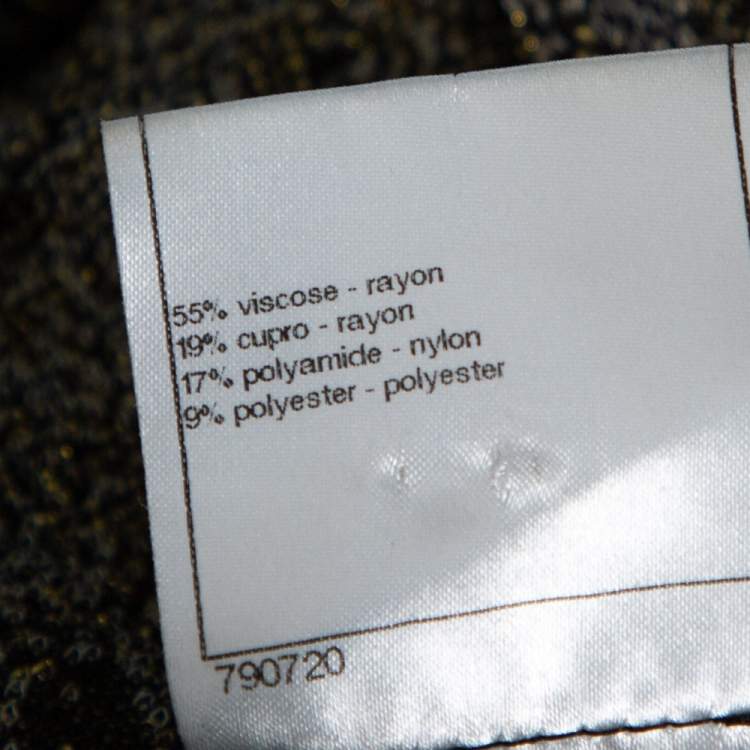 55% viscose - rayon
19% cupro - rayon
17% polyamide - nylon
9% polyester - polyester
790720